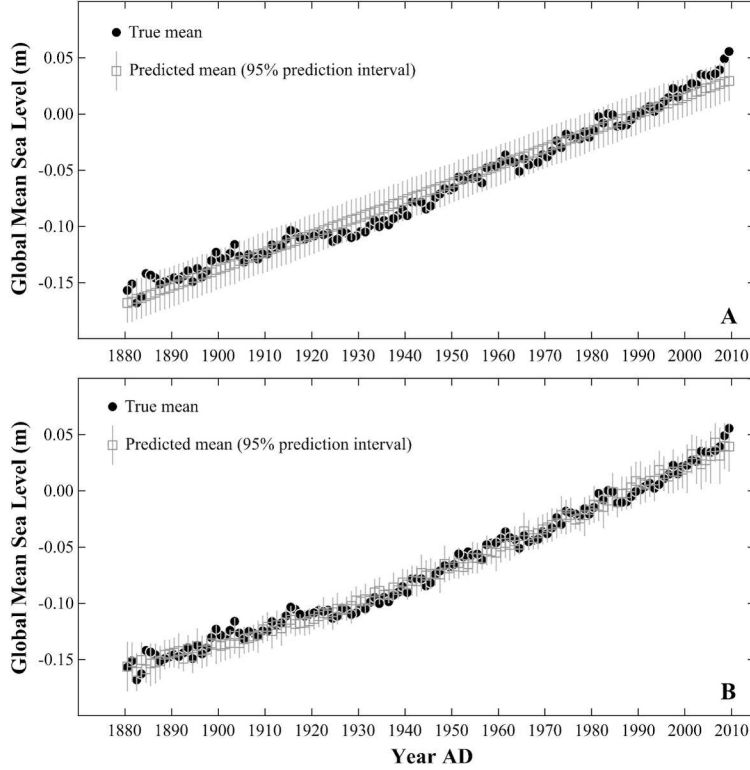 0.05
0.00
-0.05
-0.10
-0.15
Global Mean Sea Level (m)
True mean
Predicted mean (95% prediction interval)
A
1880 1890 1900 1910 1920 1930 1940 1950 1960 1970 1980 1990 2000 2010
0.05
0.00
-0.05
-0.10
-0.15
Global Mean Sea Level (m)
True mean
Predicted mean (95% prediction interval)
B
1880 1890 1900 1910 1920 1930 1940 1950 1960 1970 1980 1990 2000 2010
Year AD